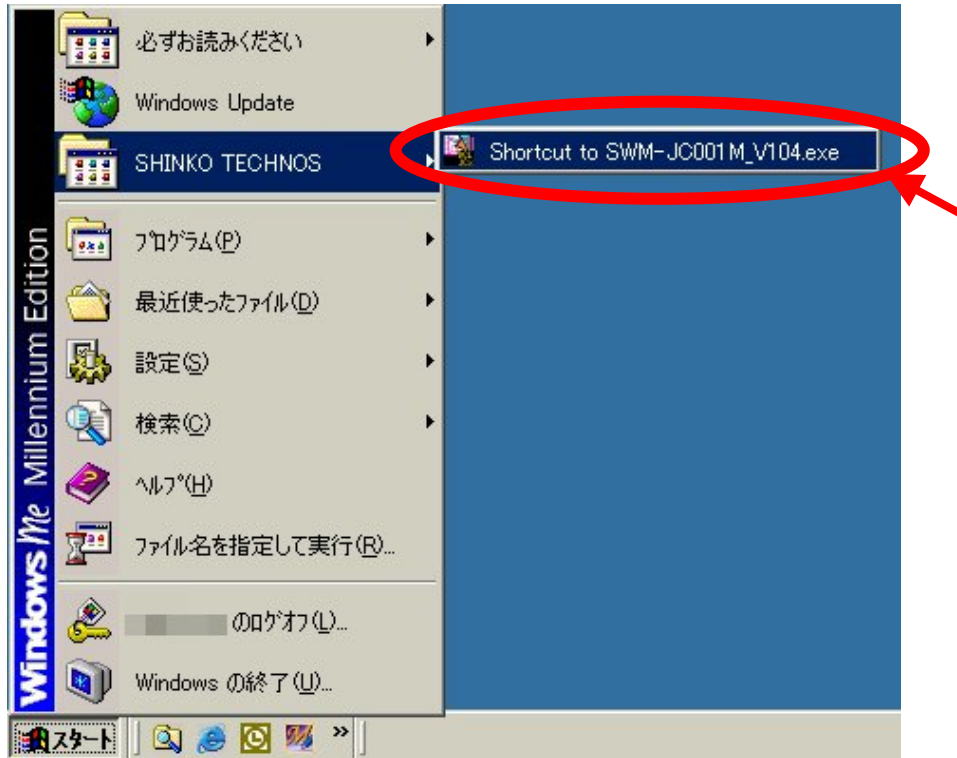 必ずお読みください
Windows Update
SHINKO TECHNOS
Shortcut to SWM-JC001M_V104.exe
プログラム(P)
最近使ったファイル(D)
設定(S)
検索(C)
ヘルプ(H)
ファイル名を指定して実行(R)...
のログオフ(L)...
Windows の終了(U)...
Windows Me Millennium Edition
スタート
»